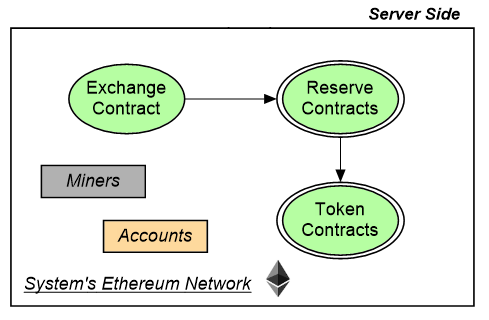 Server Side
Exchange
Contract
Reserve
Contracts
Miners
Token
Contracts
Accounts
System's Ethereum Network